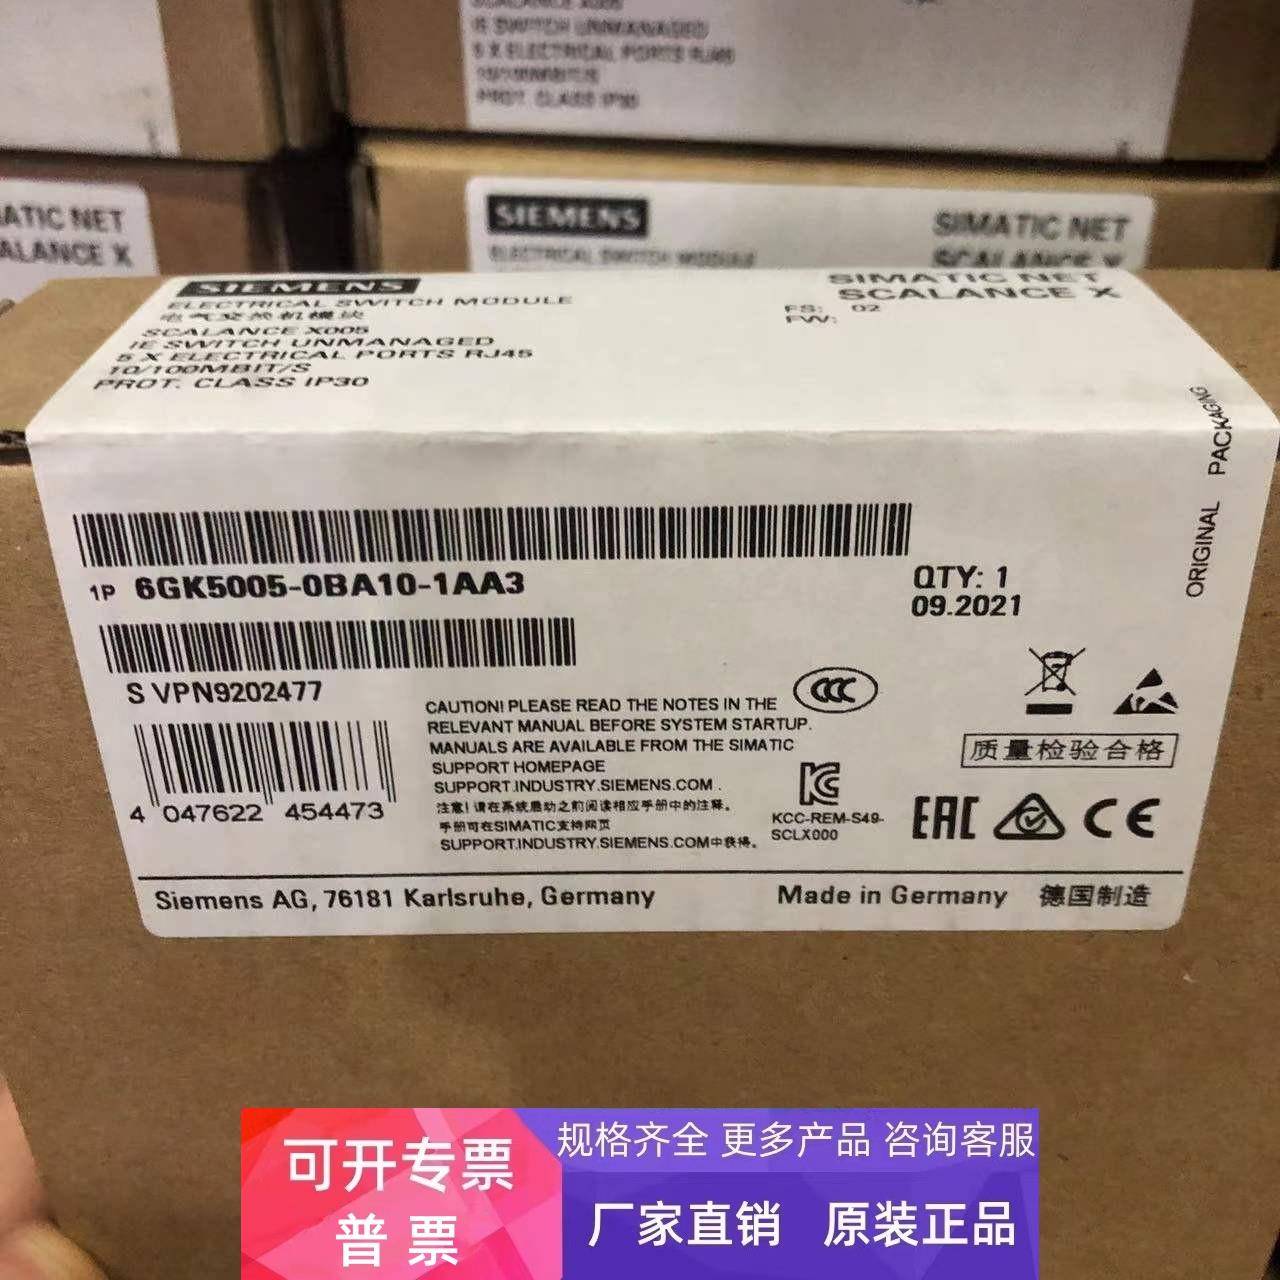 IE SWITCH UNMANAGED
5 X ELECTRICAL PORTS RJ45
10/100MBIT/S
PROT. CLASS IP30
ATIC NET
ALANCE X
SIEMENS
SIMATIC NET
ELECTRICAL SWITCH MODULE
SCALANCE X
SIEMENS
SIMATIC NET
ELECTRICAL SWITCH MODULE
SCALANCE X
电气交换机模块
FS: 02
SCALANCE X005
FW:
IE SWITCH UNMANAGED
5 X ELECTRICAL PORTS RJ45
10/100MBIT/S
PROT. CLASS IP30
ORIGINAL PACKAGING
1P 6GK5005-0BA10-1AA3
QTY: 1
09.2021
S VPN9202477
CCC
CAUTION! PLEASE READ THE NOTES IN THE
RELEVANT MANUAL BEFORE SYSTEM STARTUP.
MANUALS ARE AVAILABLE FROM THE SIMATIC
SUPPORT HOMEPAGE
SUPPORT.INDUSTRY.SIEMENS.COM .
注意! 请在系统启动之前阅读相应手册中的注释。
手册可在SIMATIC支持网页
SUPPORT.INDUSTRY.SIEMENS.COM中获得。
质量检验合格
KCC-REM-S49-
SCLX000
EAC
CE
4 047622 454473
Siemens AG, 76181 Karlsruhe, Germany
Made in Germany 德国制造
可开专票
普票
规格齐全 更多产品 咨询客服
厂家直销 原装正品